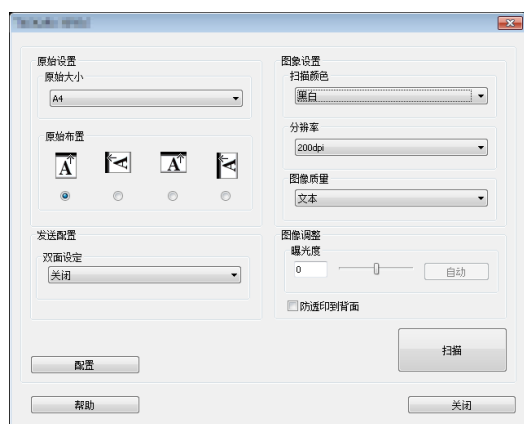 原始设置
原始大小
A4
原始布置
A
A
A
A
发送配置
双面设定
关闭
配置
帮助
图像设置
扫描颜色
黑白
分辨率
200dpi
图像质量
文本
图像调整
曝光度
0
自动
防透印到背面
扫描
关闭